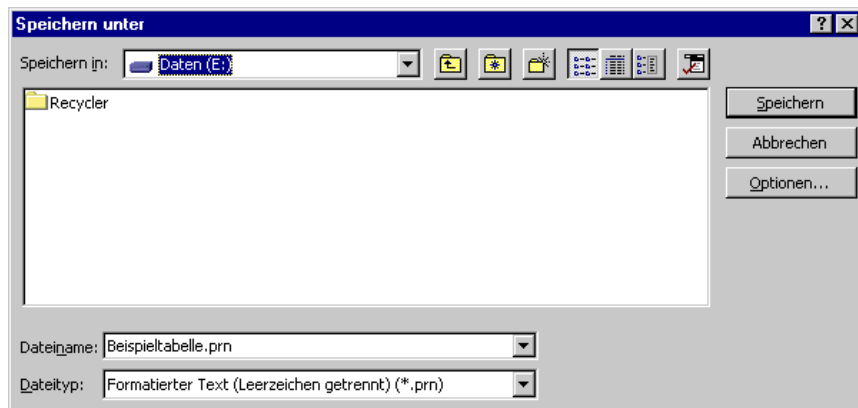 Speichern unter
Speichern in: Daten (E:)
Recycler
Speichern
Abbrechen
Optionen...
Dateiname: Beispieltabelle.prn
Dateityp: Formatierter Text (Leerzeichen getrennt) (*.prn)